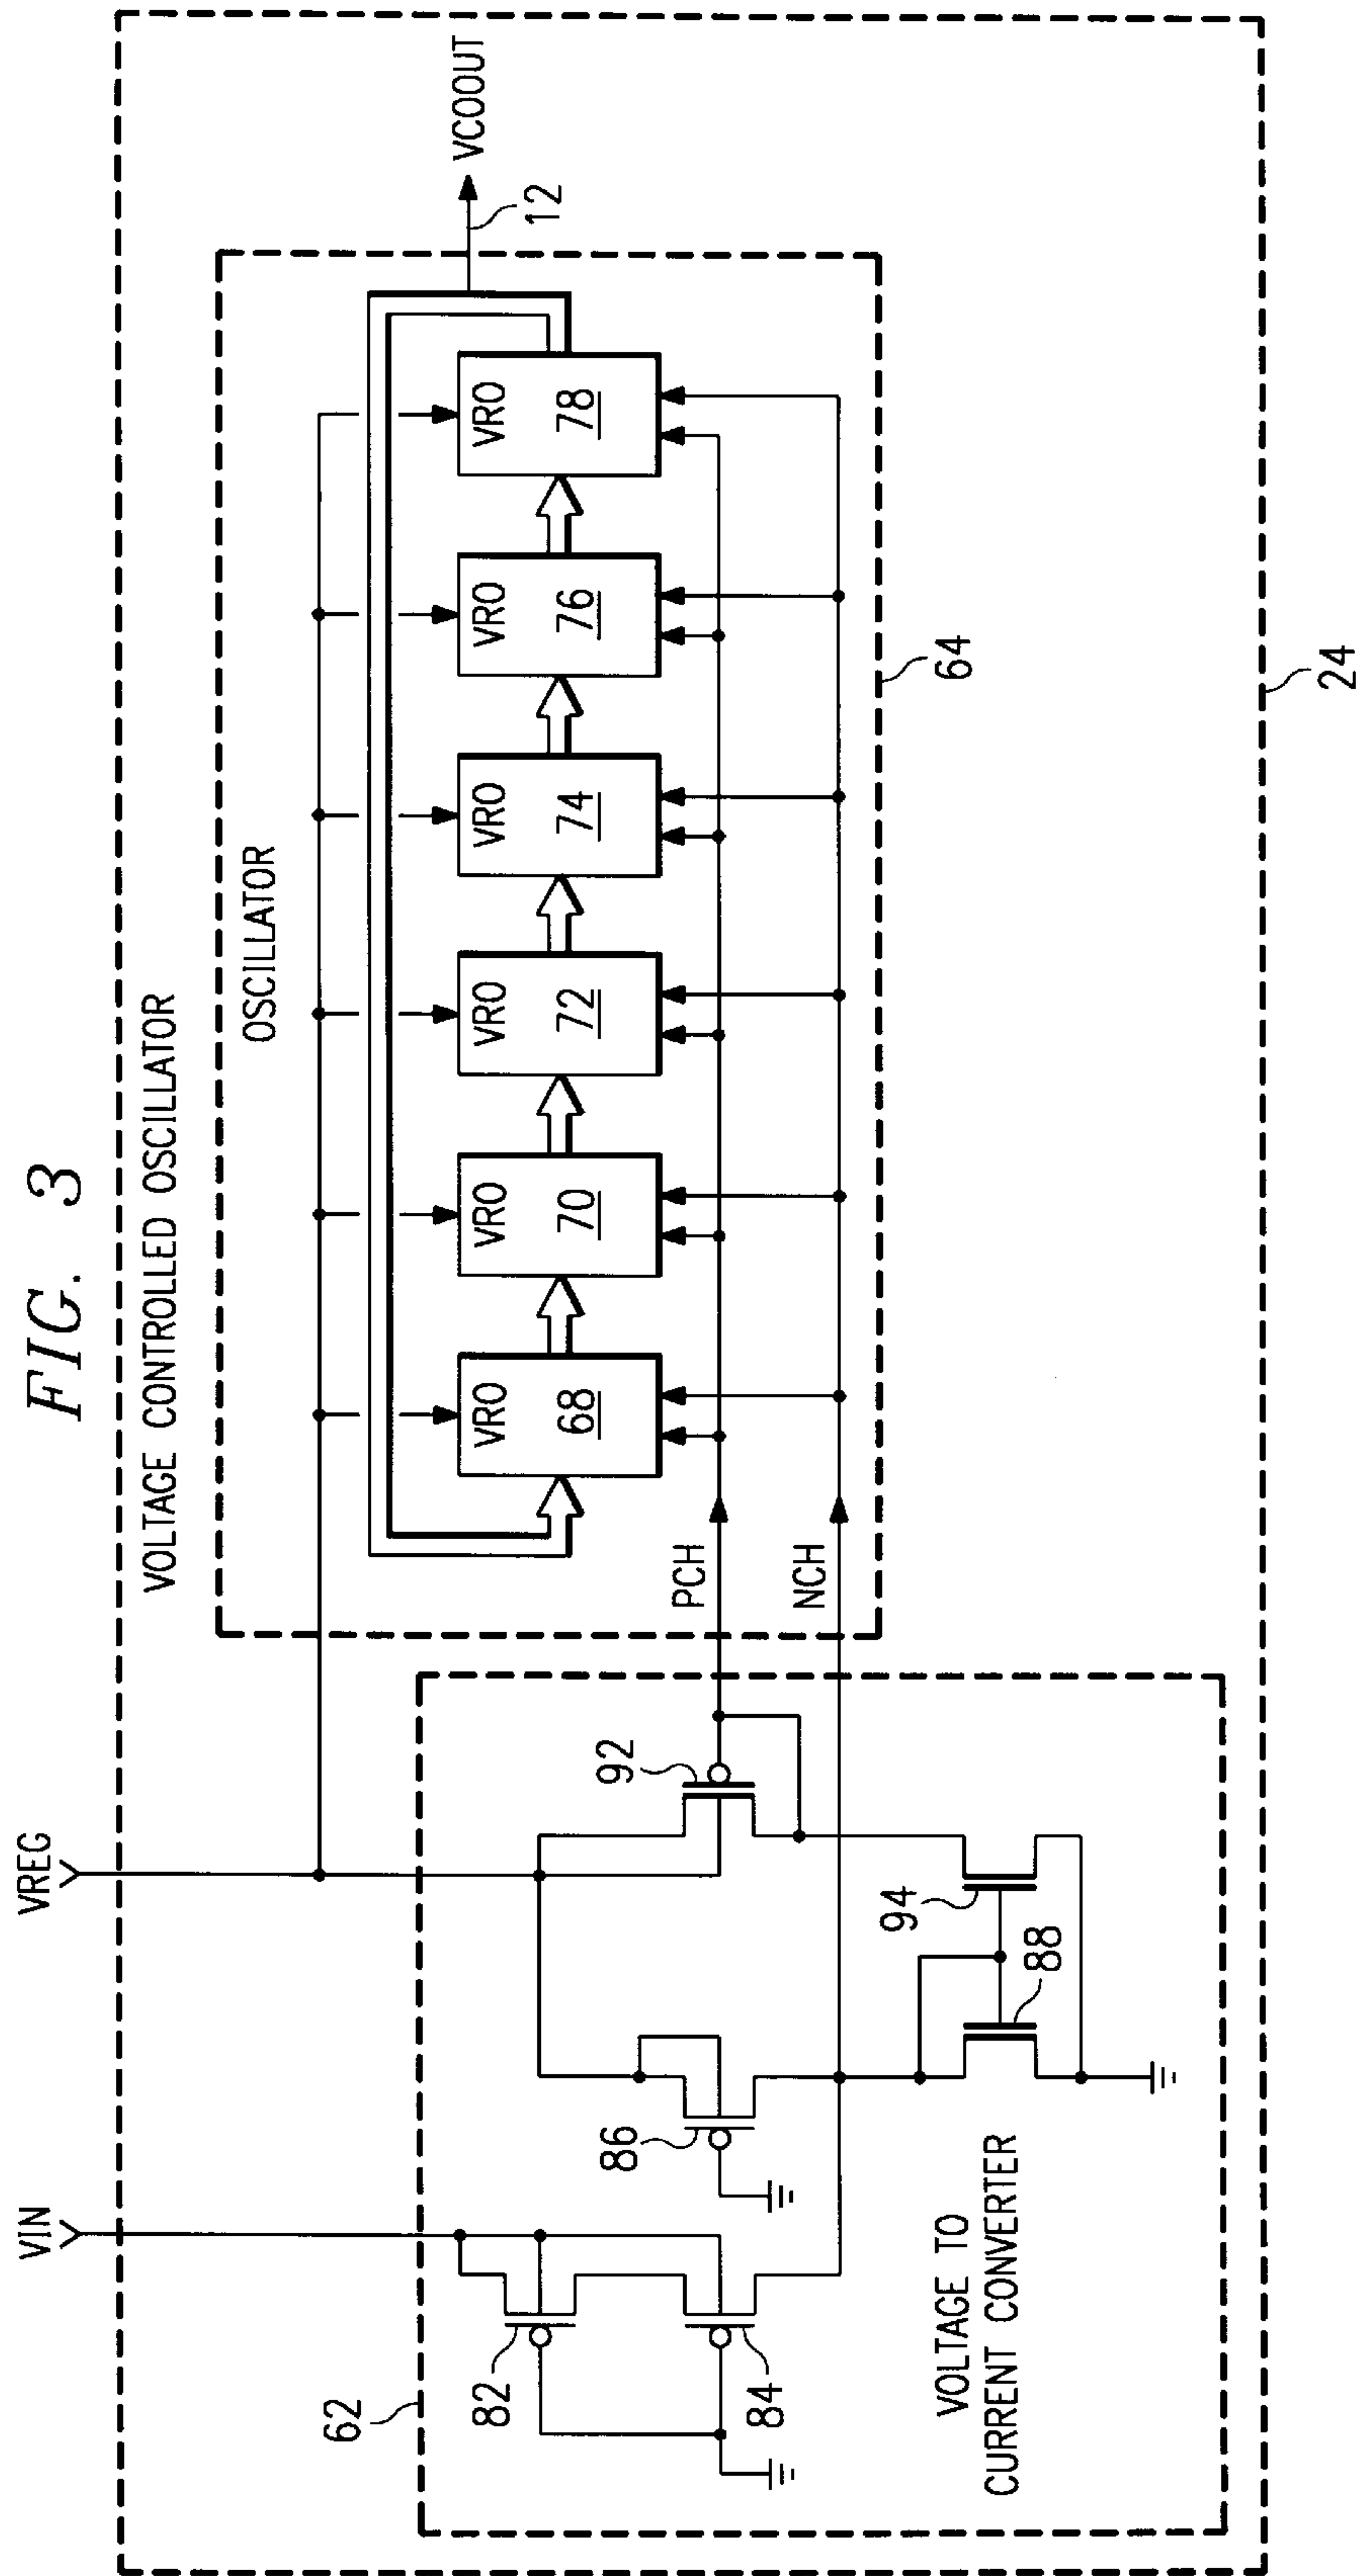 FIG. 3
VIN
VREG
VOLTAGE CONTROLLED OSCILLATOR
OSCILLATOR
VCOOUT
12
62
82
84
86
92
94
88
VOLTAGE TO
CURRENT CONVERTER
PCH
NCH
VRO
68
VRO
70
VRO
72
VRO
74
VRO
76
VRO
78
64
24